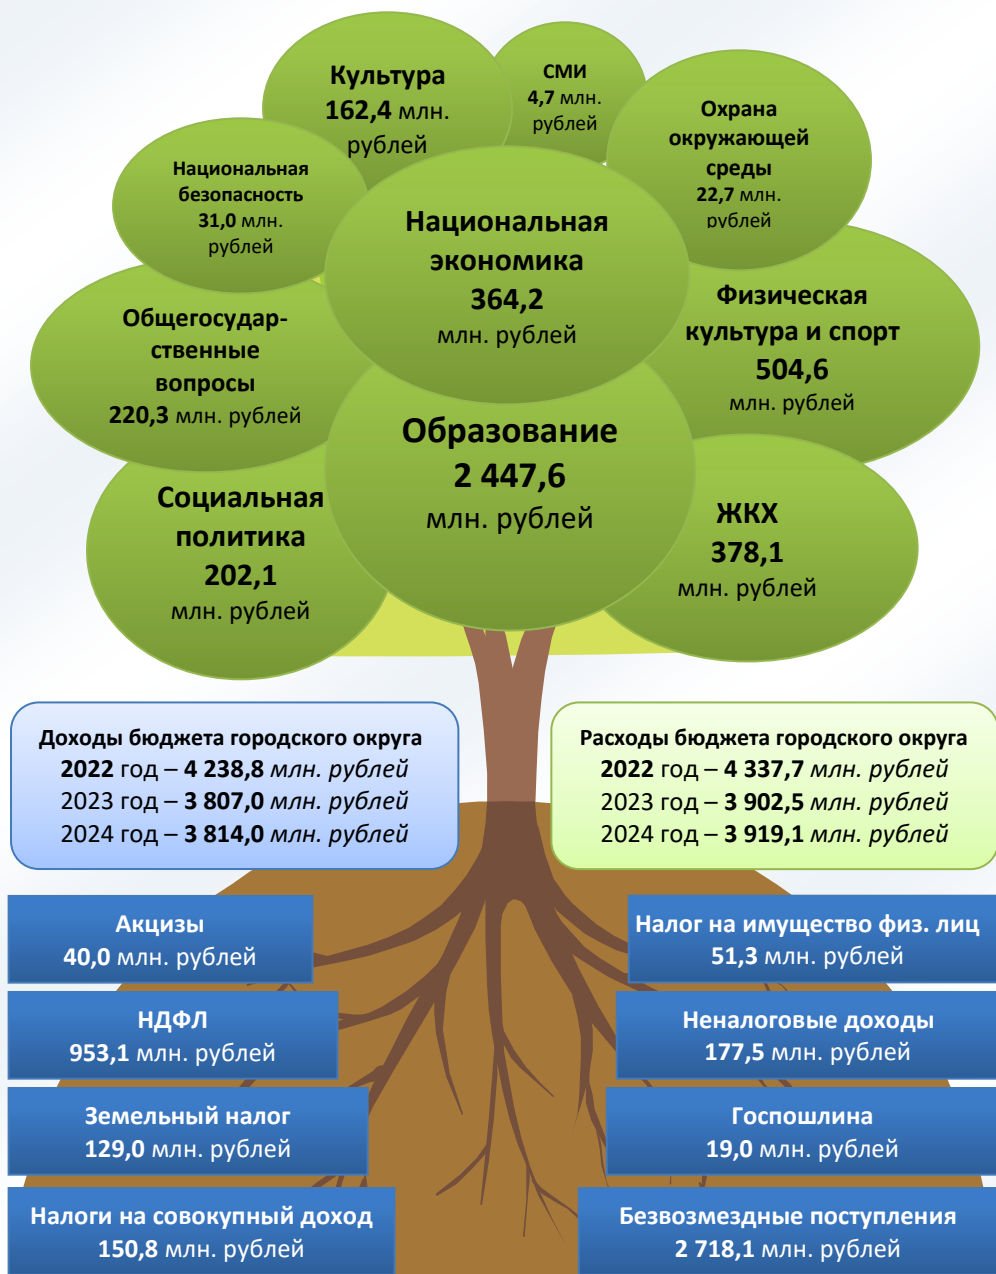 Культура
162,4 млн.
рублей
СМИ
4,7 млн.
рублей
Охрана
окружающей
среды
22,7 млн.
рублей
Национальная
безопасность
31,0 млн.
рублей
Национальная
экономика
364,2
млн. рублей
Общегосудар-
ственные
вопросы
220,3 млн. рублей
Физическая
культура и спорт
504,6
млн. рублей
Образование
2 447,6
млн. рублей
Социальная
политика
202,1
млн. рублей
ЖКХ
378,1
млн. рублей
Доходы бюджета городского округа
2022 год – 4 238,8 млн. рублей
2023 год – 3 807,0 млн. рублей
2024 год – 3 814,0 млн. рублей
Расходы бюджета городского округа
2022 год – 4 337,7 млн. рублей
2023 год – 3 902,5 млн. рублей
2024 год – 3 919,1 млн. рублей
Акцизы
40,0 млн. рублей
Налог на имущество физ. лиц
51,3 млн. рублей
НДФЛ
953,1 млн. рублей
Неналоговые доходы
177,5 млн. рублей
Земельный налог
129,0 млн. рублей
Госпошлина
19,0 млн. рублей
Налоги на совокупный доход
150,8 млн. рублей
Безвозмездные поступления
2 718,1 млн. рублей